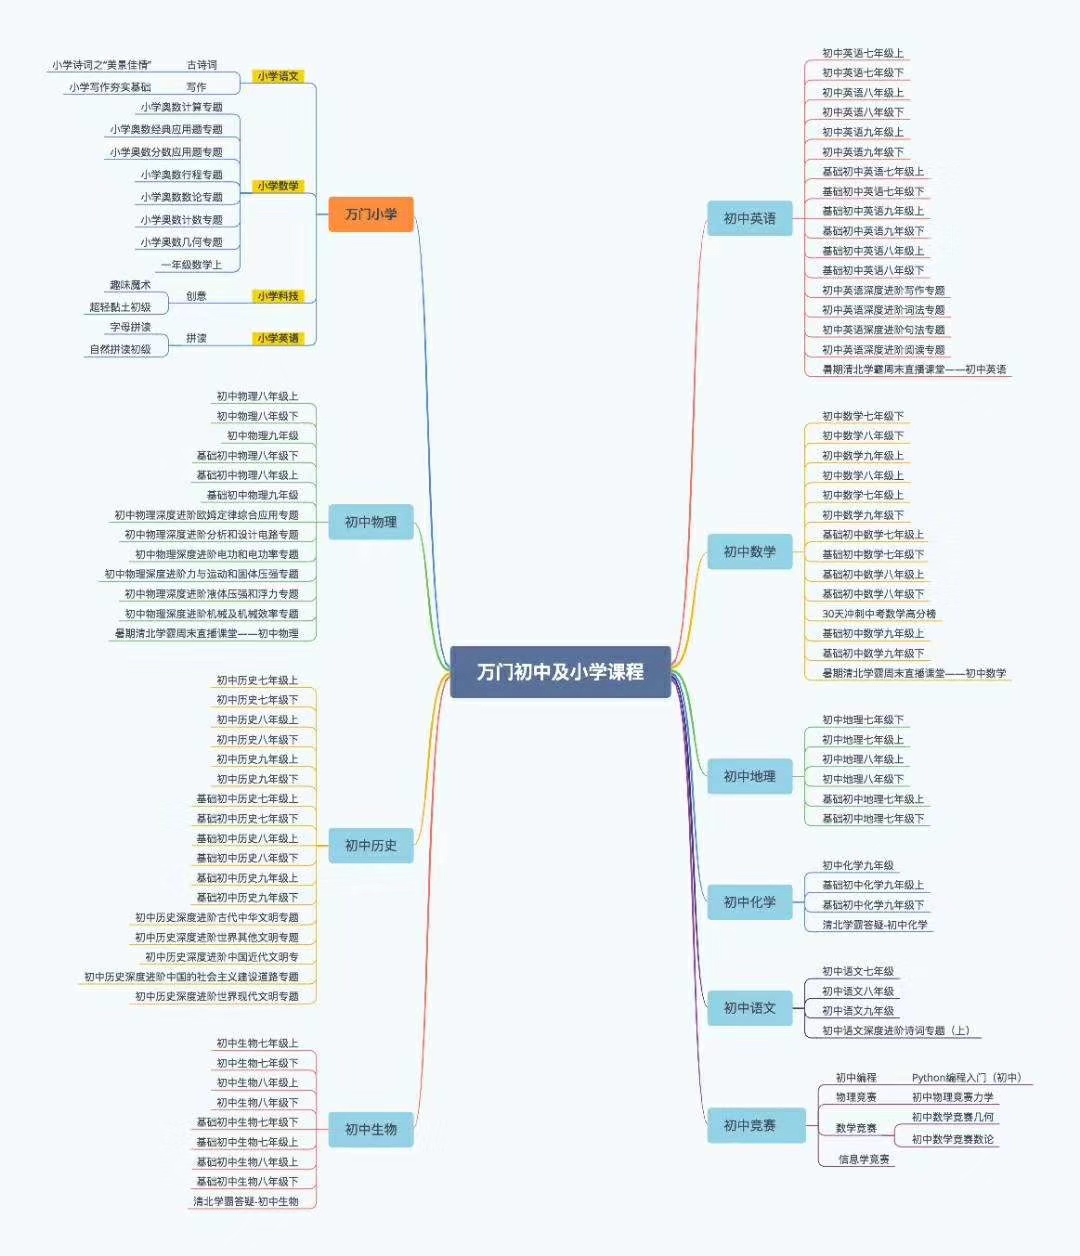 万门初中及小学课程
万门小学
小学语文
古诗词
小学诗词之“美景佳情”
写作
小学写作夯实基础
小学数学
小学奥数计算专题
小学奥数经典应用题专题
小学奥数分数应用题专题
小学奥数行程专题
小学奥数数论专题
小学奥数计数专题
小学奥数几何专题
一年级数学上
小学科技
创意
趣味魔术
超轻黏土初级
小学英语
拼读
字母拼读
自然拼读初级
初中物理
初中物理八年级上
初中物理八年级下
初中物理九年级
基础初中物理八年级下
基础初中物理八年级上
基础初中物理九年级
初中物理深度进阶欧姆定律综合应用专题
初中物理深度进阶分析和设计电路专题
初中物理深度进阶电功和电功率专题
初中物理深度进阶力与运动和固体压强专题
初中物理深度进阶液体压强和浮力专题
初中物理深度进阶机械及机械效率专题
暑期清北学霸周末直播课堂——初中物理
初中历史
初中历史七年级上
初中历史七年级下
初中历史八年级上
初中历史八年级下
初中历史九年级上
初中历史九年级下
基础初中历史七年级上
基础初中历史七年级下
基础初中历史八年级上
基础初中历史八年级下
基础初中历史九年级上
基础初中历史九年级下
初中历史深度进阶古代中华文明专题
初中历史深度进阶世界其他文明专题
初中历史深度进阶中国近代文明专
初中历史深度进阶中国的社会主义建设道路专题
初中历史深度进阶世界现代文明专题
初中生物
初中生物七年级上
初中生物七年级下
初中生物八年级上
初中生物八年级下
基础初中生物七年级下
基础初中生物七年级上
基础初中生物八年级上
基础初中生物八年级下
清北学霸答疑-初中生物
初中英语
初中英语七年级上
初中英语七年级下
初中英语八年级上
初中英语八年级下
初中英语九年级上
初中英语九年级下
基础初中英语七年级上
基础初中英语七年级下
基础初中英语九年级上
基础初中英语九年级下
基础初中英语八年级上
基础初中英语八年级下
初中英语深度进阶写作专题
初中英语深度进阶词法专题
初中英语深度进阶句法专题
初中英语深度进阶阅读专题
暑期清北学霸周末直播课堂——初中英语
初中数学
初中数学七年级下
初中数学八年级下
初中数学九年级上
初中数学八年级上
初中数学七年级上
初中数学九年级下
基础初中数学七年级上
基础初中数学七年级下
基础初中数学八年级上
基础初中数学八年级下
30天冲刺中考数学高分榜
基础初中数学九年级上
基础初中数学九年级下
暑期清北学霸周末直播课堂——初中数学
初中地理
初中地理七年级下
初中地理七年级上
初中地理八年级上
初中地理八年级下
基础初中地理七年级上
基础初中地理七年级下
初中化学
初中化学九年级
基础初中化学九年级上
基础初中化学九年级下
清北学霸答疑-初中化学
初中语文
初中语文七年级
初中语文八年级
初中语文九年级
初中语文深度进阶诗词专题（上）
初中竞赛
初中编程
Python编程入门（初中）
物理竞赛
初中物理竞赛力学
数学竞赛
初中数学竞赛几何
初中数学竞赛数论
信息学竞赛